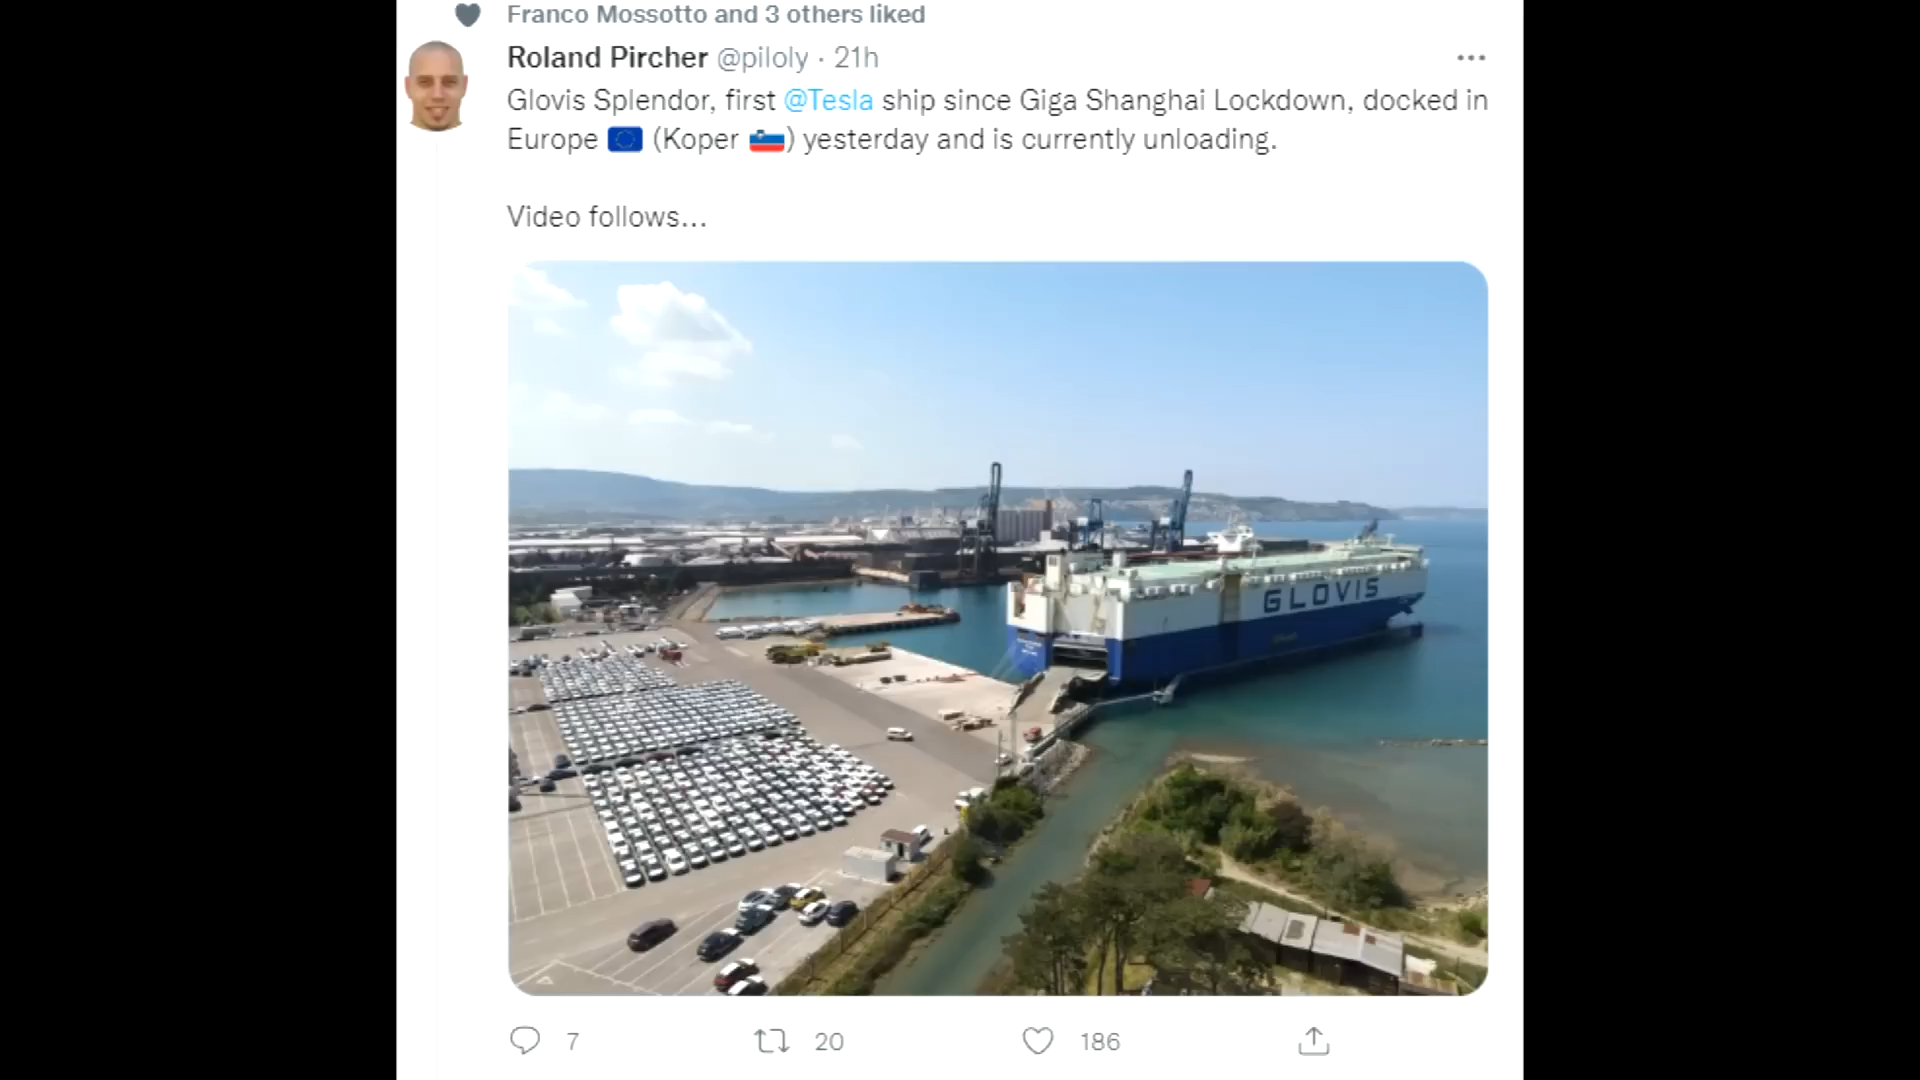 Franco Mossotto and 3 others liked
Roland Pircher @piloly · 21h
Glovis Splendor, first @Tesla ship since Giga Shanghai Lockdown, docked in
Europe 🇪🇺 (Koper 🇸🇮) yesterday and is currently unloading.
Video follows...
GLOVIS
7 20 186